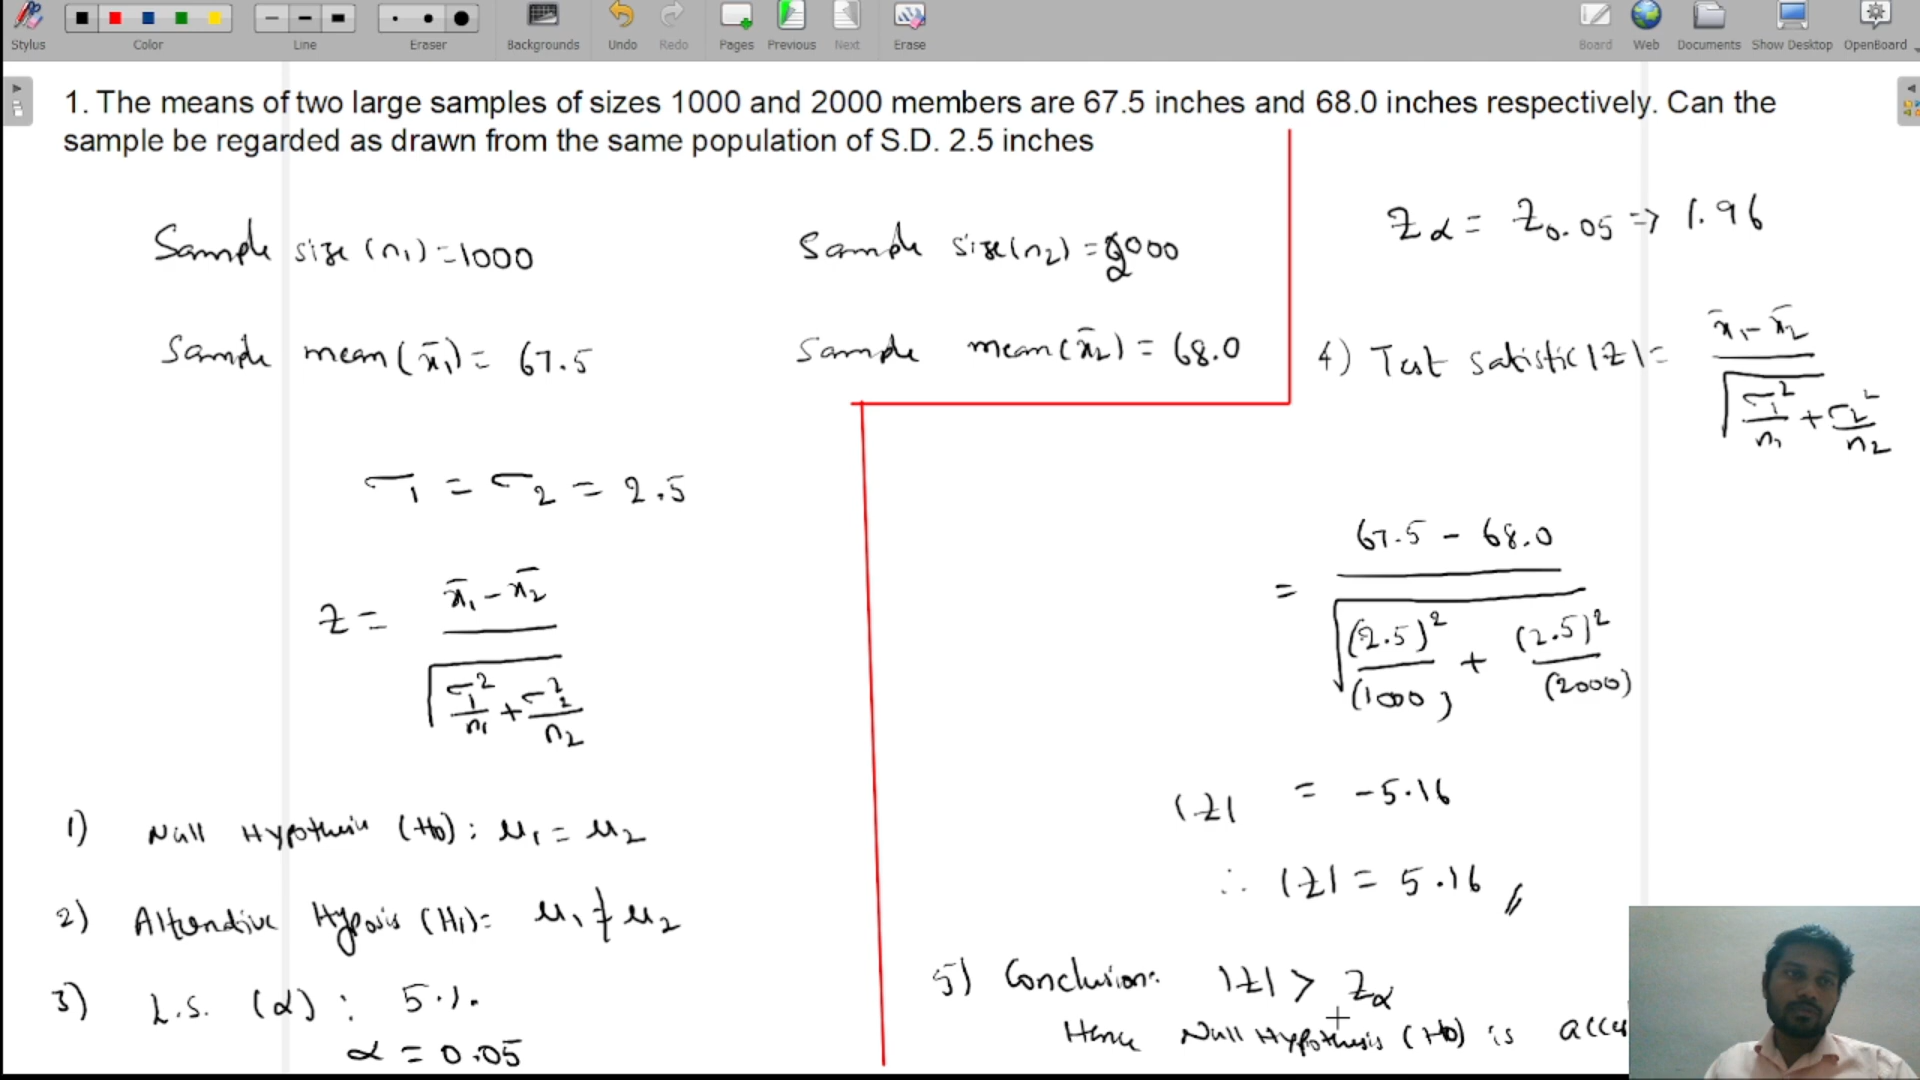 Stylus Color Line Eraser Backgrounds Undo Redo Pages Previous Next Erase Board Web Documents Show Desktop OpenBoard
1. The means of two large samples of sizes 1000 and 2000 members are 67.5 inches and 68.0 inches respectively. Can the
sample be regarded as drawn from the same population of S.D. 2.5 inches
Sample size (n₁) = 1000
Sample size (n₂) = 2000
Sample mean (x̄₁) = 67.5
Sample mean (x̄₂) = 68.0
σ₁ = σ₂ = 2.5
Z = (x̄₁ - x̄₂) / √(σ₁²/n₁ + σ₂²/n₂)
1) Null Hypothesis (H₀) : μ₁ = μ₂
2) Alternative Hyposis (H₁) = μ₁ ≠ μ₂
3) L.S. (α) : 5%.
α = 0.05
Zα = Z0.05 => 1.96
4) Test satistic |Z| = (x̄₁ - x̄₂) / √(σ₁²/n₁ + σ₂²/n₂)
= (67.5 - 68.0) / √((2.5)²/(1000) + (2.5)²/(2000))
|Z| = -5.16
∴ |Z| = 5.16 //
5) Conclusion: |Z| > Zα
Hence Null Hypothesis (H₀) is acce